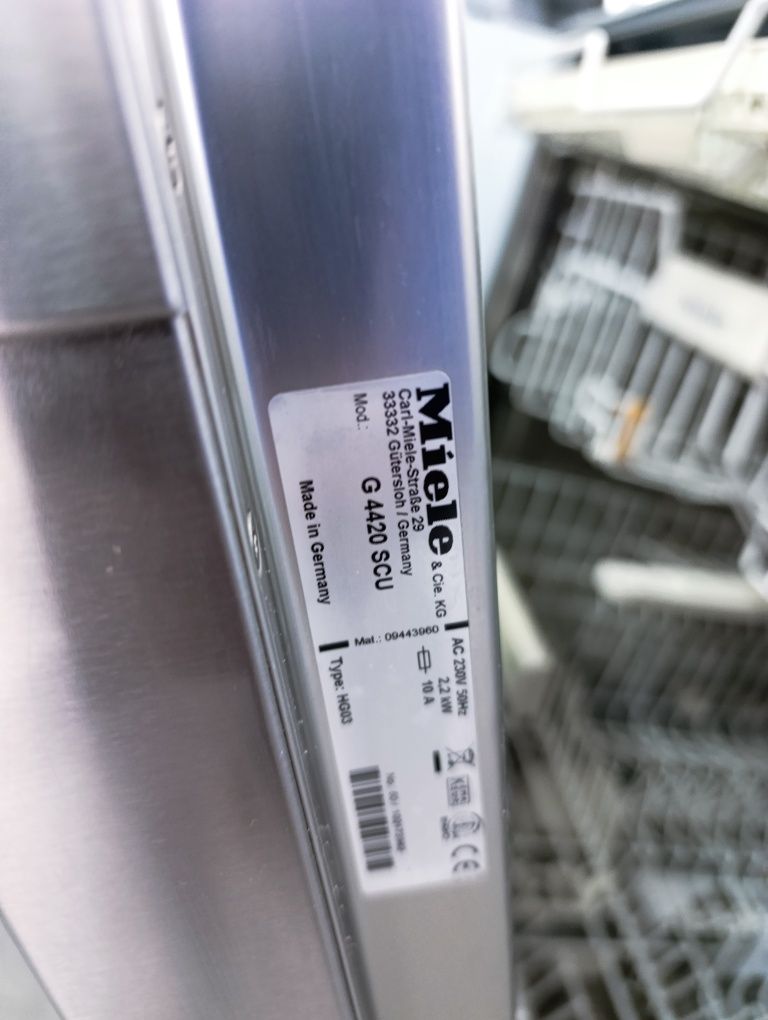 Miele & Cie. KG
Carl-Miele-Straße 29
33332 Gütersloh / Germany
Mod.: G 4420 SCU
Made in Germany
Mat.: 09443960
Type: HG03
AC 230V 50Hz
2,2 kW
10 A
CE